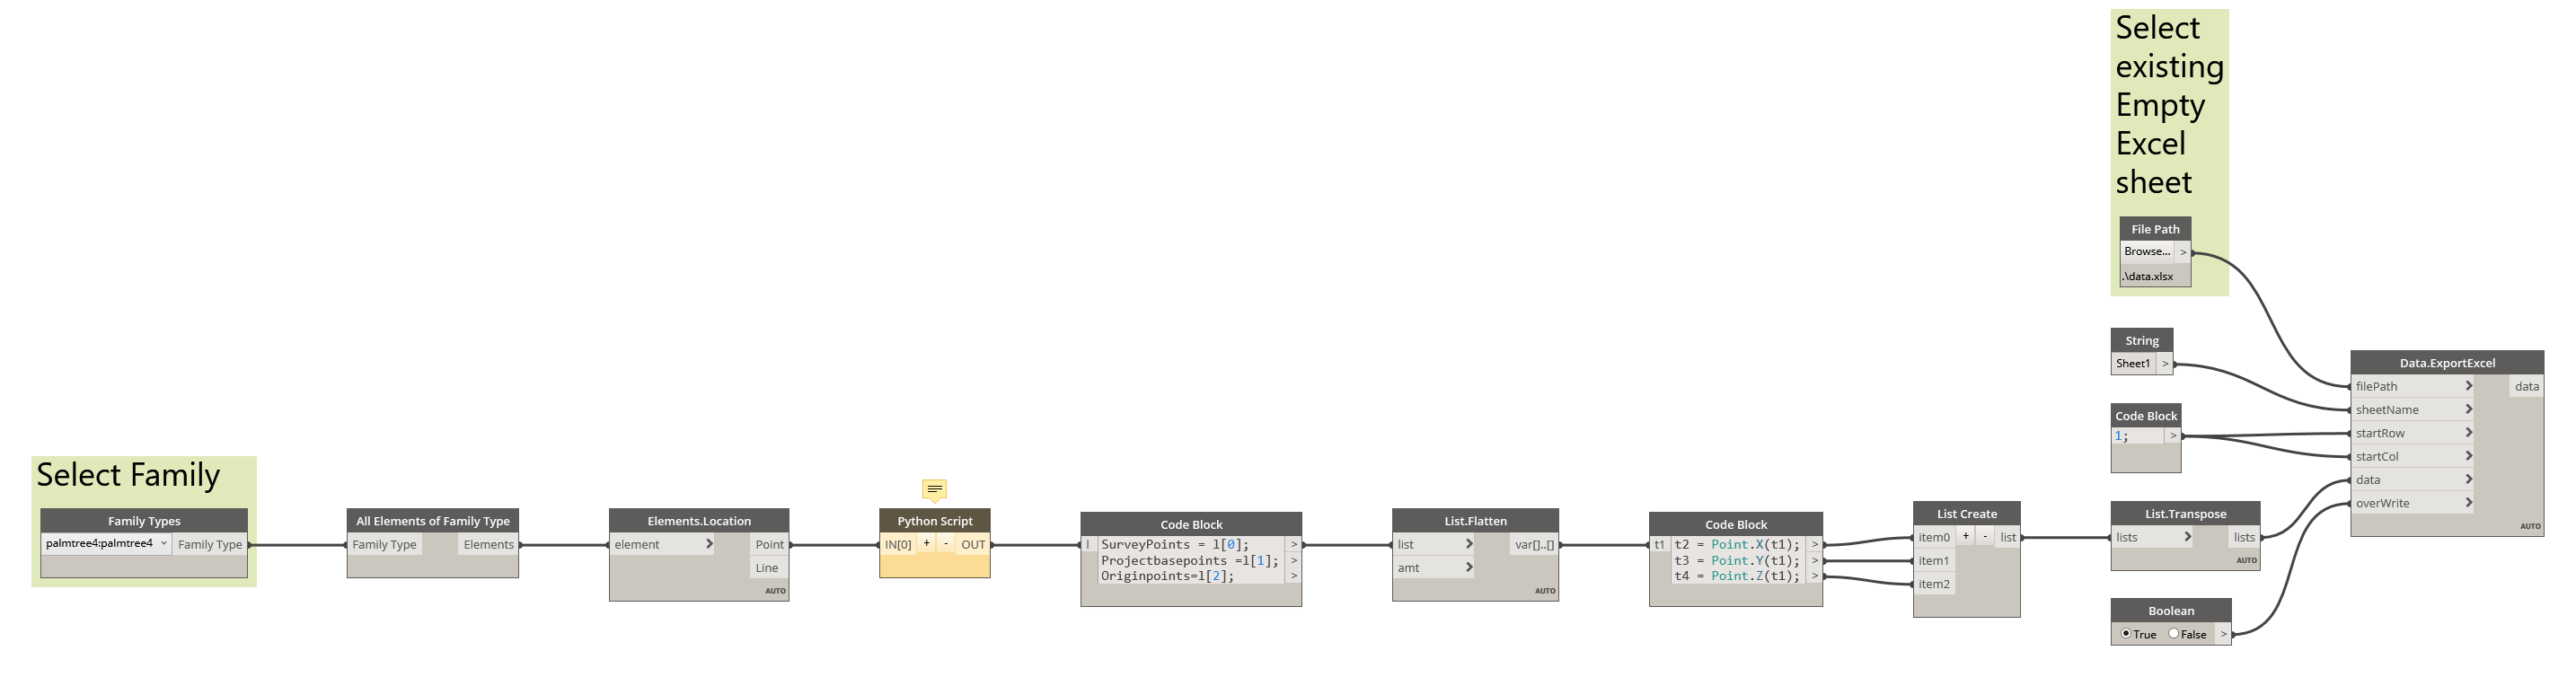 Select
existing
Empty
Excel
sheet
File Path
Browse... >
.\data.xlsx
String
Sheet1 >
Code Block
1; >
Data.ExportExcel
filePath > data
sheetName >
startRow >
startCol >
data >
overWrite >
AUTO
Select Family
Family Types
palmtree4:palmtree4 Family Type
All Elements of Family Type
Family Type Elements
Elements.Location
element > Point
Line
AUTO
Python Script
IN[0] + - OUT
Code Block
l SurveyPoints = l[0]; >
Projectbasepoints =l[1]; >
Originpoints=l[2]; >
List.Flatten
list > var[]..[]
amt >
AUTO
Code Block
t1 t2 = Point.X(t1); >
t3 = Point.Y(t1); >
t4 = Point.Z(t1); >
List Create
item0 + - list
item1
item2
List.Transpose
lists > lists
AUTO
Boolean
True False >